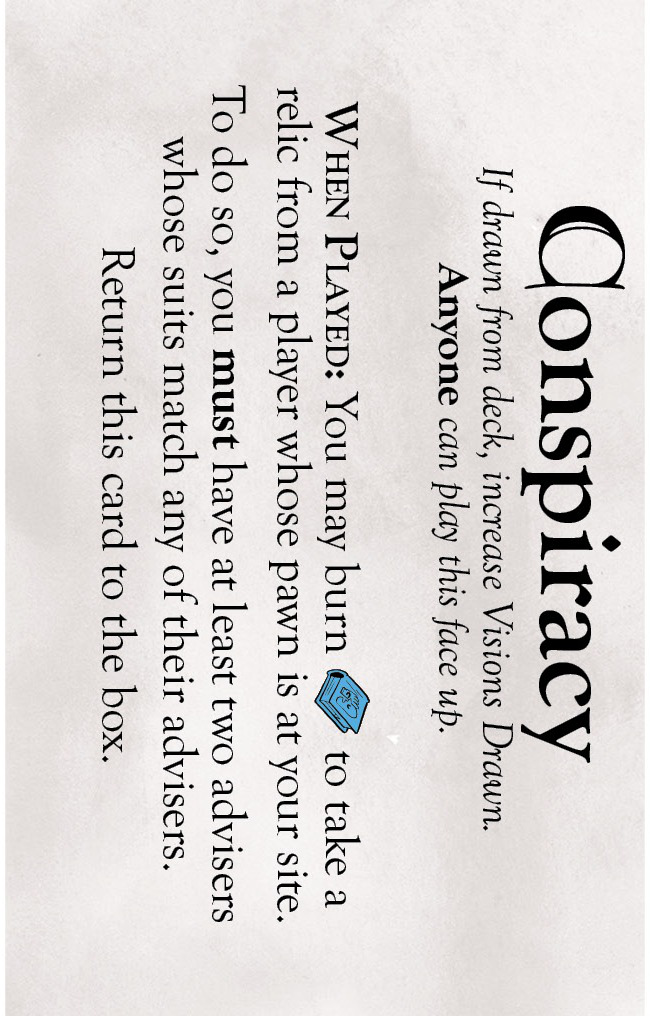 Conspiracy
If drawn from deck, increase Visions Drawn.
Anyone can play this face up.
WHEN PLAYED: You may burn to take a
relic from a player whose pawn is at your site.
To do so, you must have at least two advisers
whose suits match any of their advisers.
Return this card to the box.